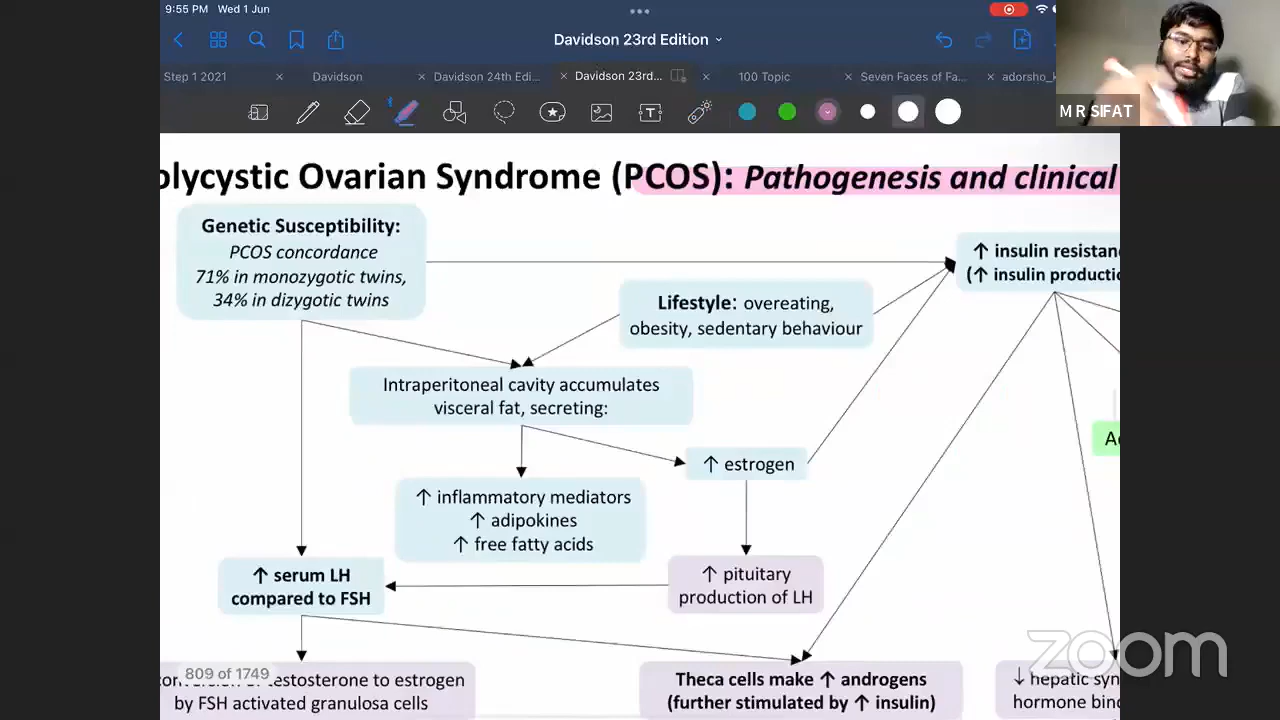 9:55 PM Wed 1 Jun
Davidson 23rd Edition
Step 1 2021
Davidson
Davidson 24th Edi...
Davidson 23rd...
100 Topic
Seven Faces of Fa...
adorsho_k
M R SIFAT
olycystic Ovarian Syndrome (PCOS): Pathogenesis and clinical
Genetic Susceptibility:
PCOS concordance
71% in monozygotic twins,
34% in dizygotic twins
↑ insulin resistan
(↑ insulin productio
Lifestyle: overeating,
obesity, sedentary behaviour
Intraperitoneal cavity accumulates
visceral fat, secreting:
↑ estrogen
↑ inflammatory mediators
↑ adipokines
↑ free fatty acids
↑ serum LH
compared to FSH
↑ pituitary
production of LH
809 of 1749
testosterone to estrogen
by FSH activated granulosa cells
Theca cells make ↑ androgens
(further stimulated by ↑ insulin)
↓ hepatic syn
hormone bind
zoom